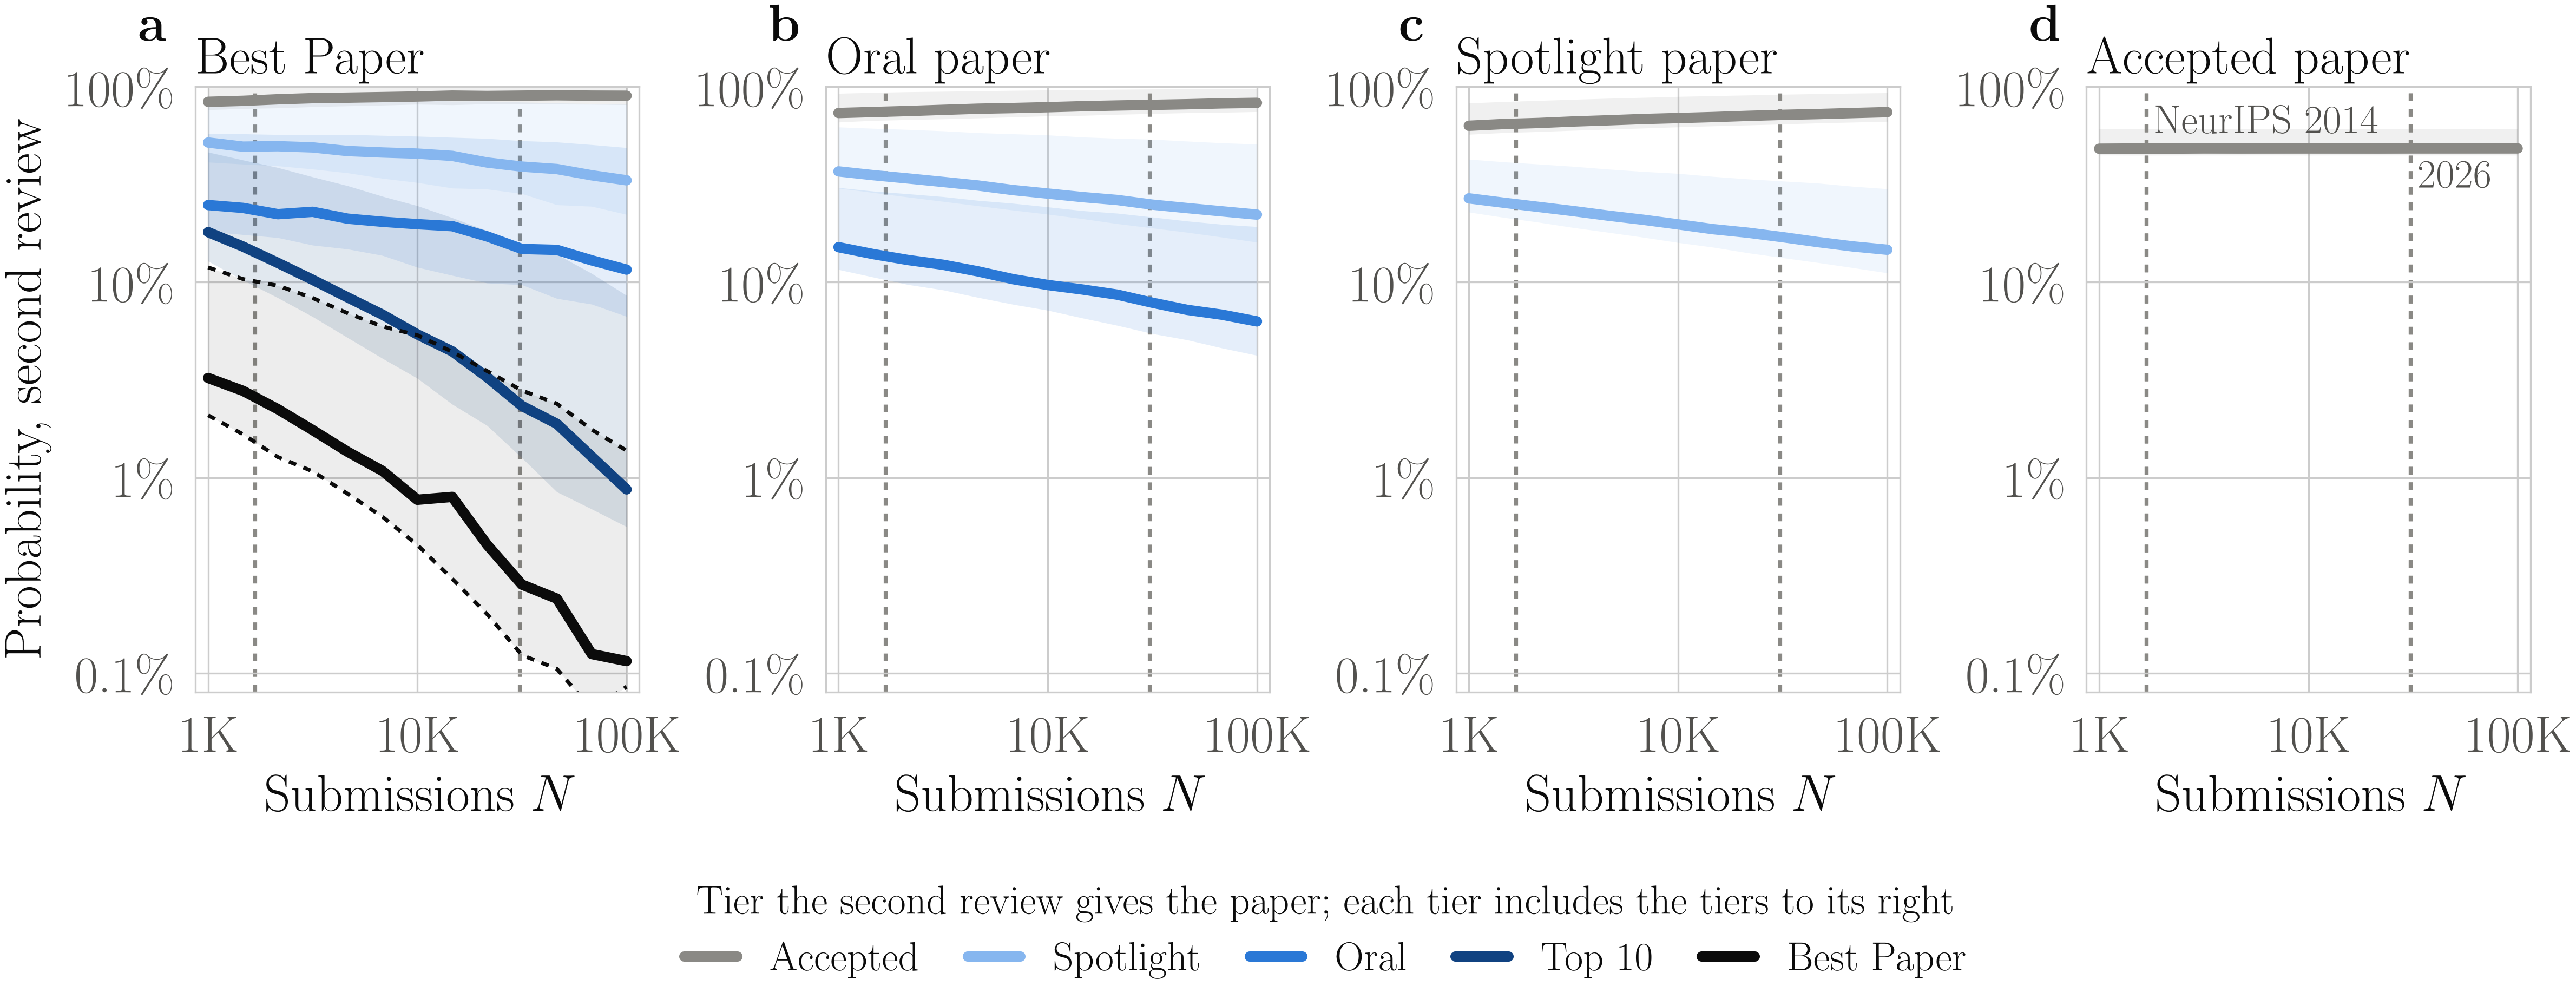 a
Best Paper
b
Oral paper
c
Spotlight paper
d
Accepted paper
Probability, second review
100%
10%
1%
0.1%
1K 10K 100K
Submissions N
100%
10%
1%
0.1%
1K 10K 100K
Submissions N
100%
10%
1%
0.1%
1K 10K 100K
Submissions N
100%
10%
1%
0.1%
NeurIPS 2014
2026
1K 10K 100K
Submissions N
Tier the second review gives the paper; each tier includes the tiers to its right
Accepted Spotlight Oral Top 10 Best Paper